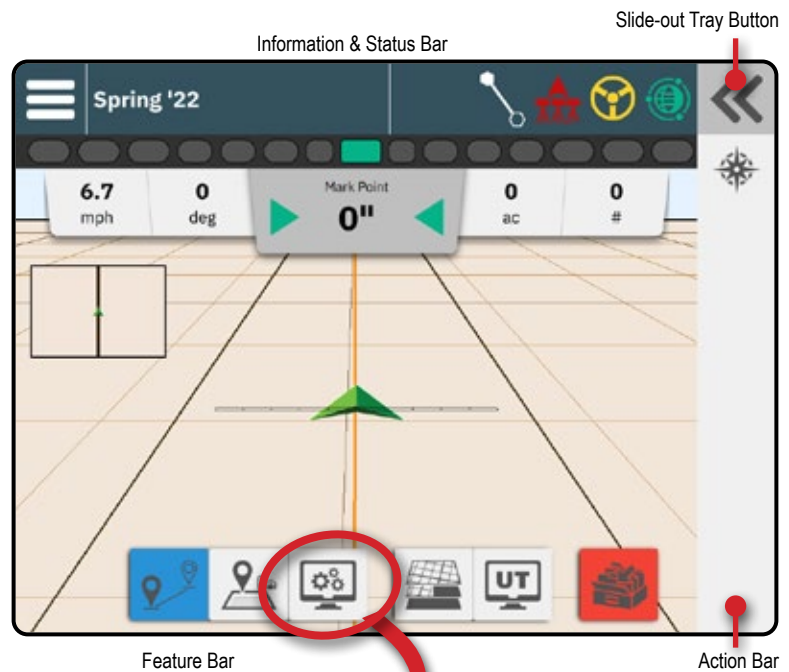 Slide-out Tray Button
Information & Status Bar
Spring '22
6.7
mph
0
deg
Mark Point
0"
0
ac
0
#
UT
Feature Bar
Action Bar